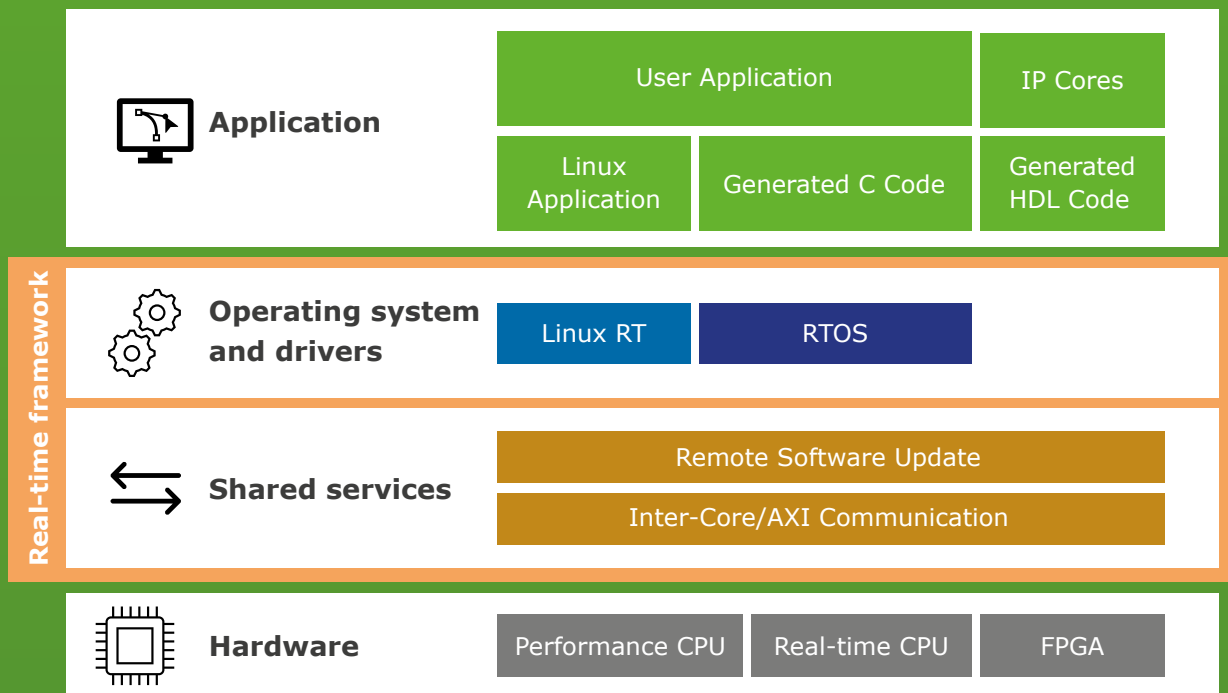 Application
User Application
IP Cores
Linux
Application
Generated C Code
Generated
HDL Code
Real-time framework
Operating system
and drivers
Linux RT
RTOS
Shared services
Remote Software Update
Inter-Core/AXI Communication
Hardware
Performance CPU
Real-time CPU
FPGA